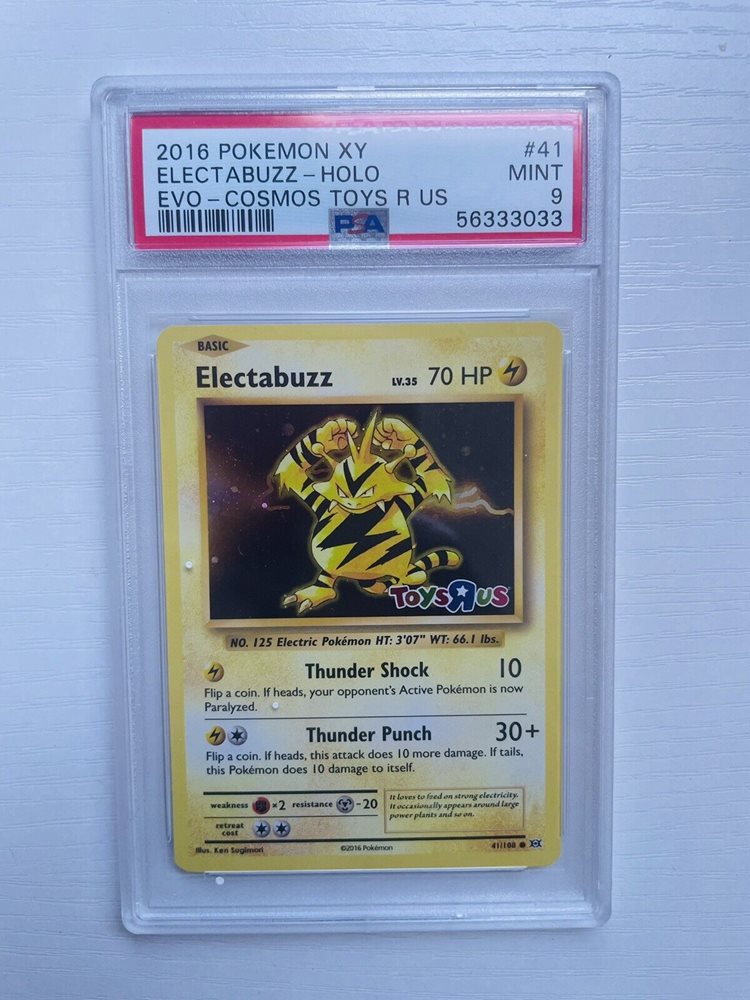 2016 POKEMON XY #41
ELECTABUZZ - HOLO MINT
EVO - COSMOS TOYS R US 9
PSA 56333033
BASIC
Electabuzz LV.35 70 HP
TOYS R US
NO. 125 Electric Pokémon HT: 3'07" WT: 66.1 lbs.
Thunder Shock 10
Flip a coin. If heads, your opponent's Active Pokémon is now
Paralyzed.
Thunder Punch 30+
Flip a coin. If heads, this attack does 10 more damage. If tails,
this Pokémon does 10 damage to itself.
weakness ×2 resistance -20
retreat
cost
It loves to feed on strong electricity.
It occasionally appears around large
power plants and so on.
Illus. Ken Sugimori ©2016 Pokémon 41/108